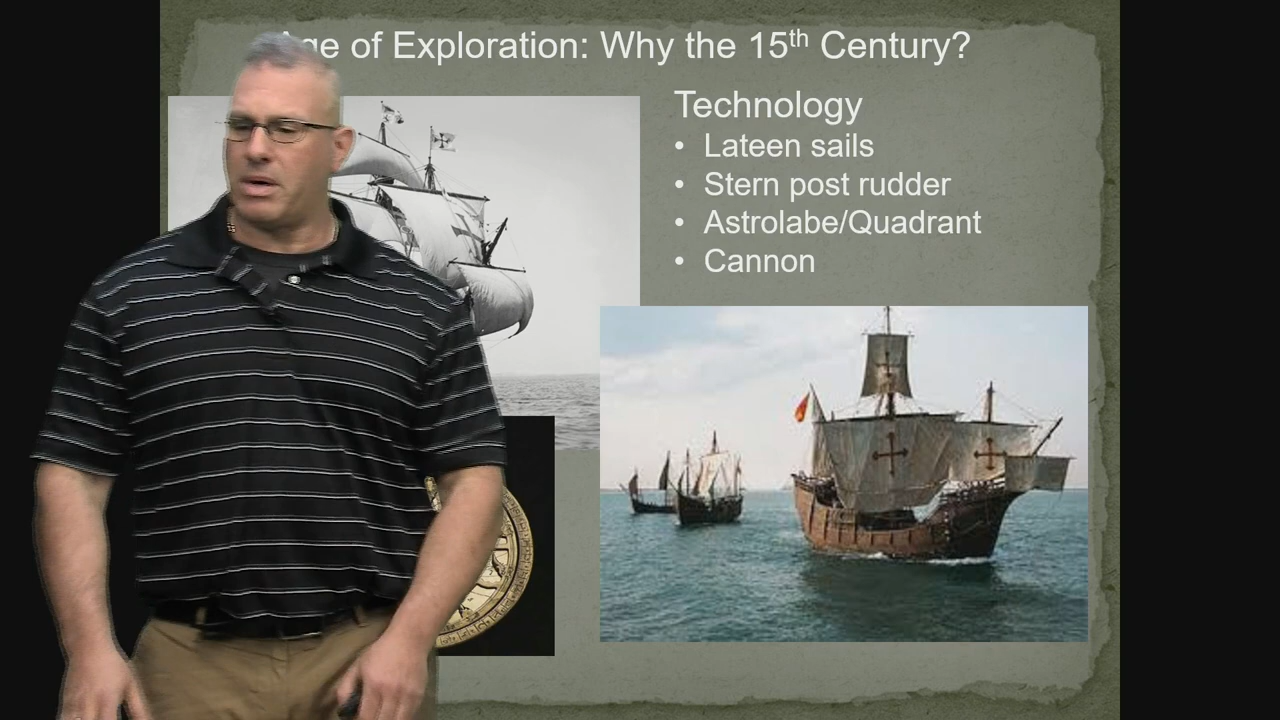 Age of Exploration: Why the 15th Century?
Technology
• Lateen sails
• Stern post rudder
• Astrolabe/Quadrant
• Cannon